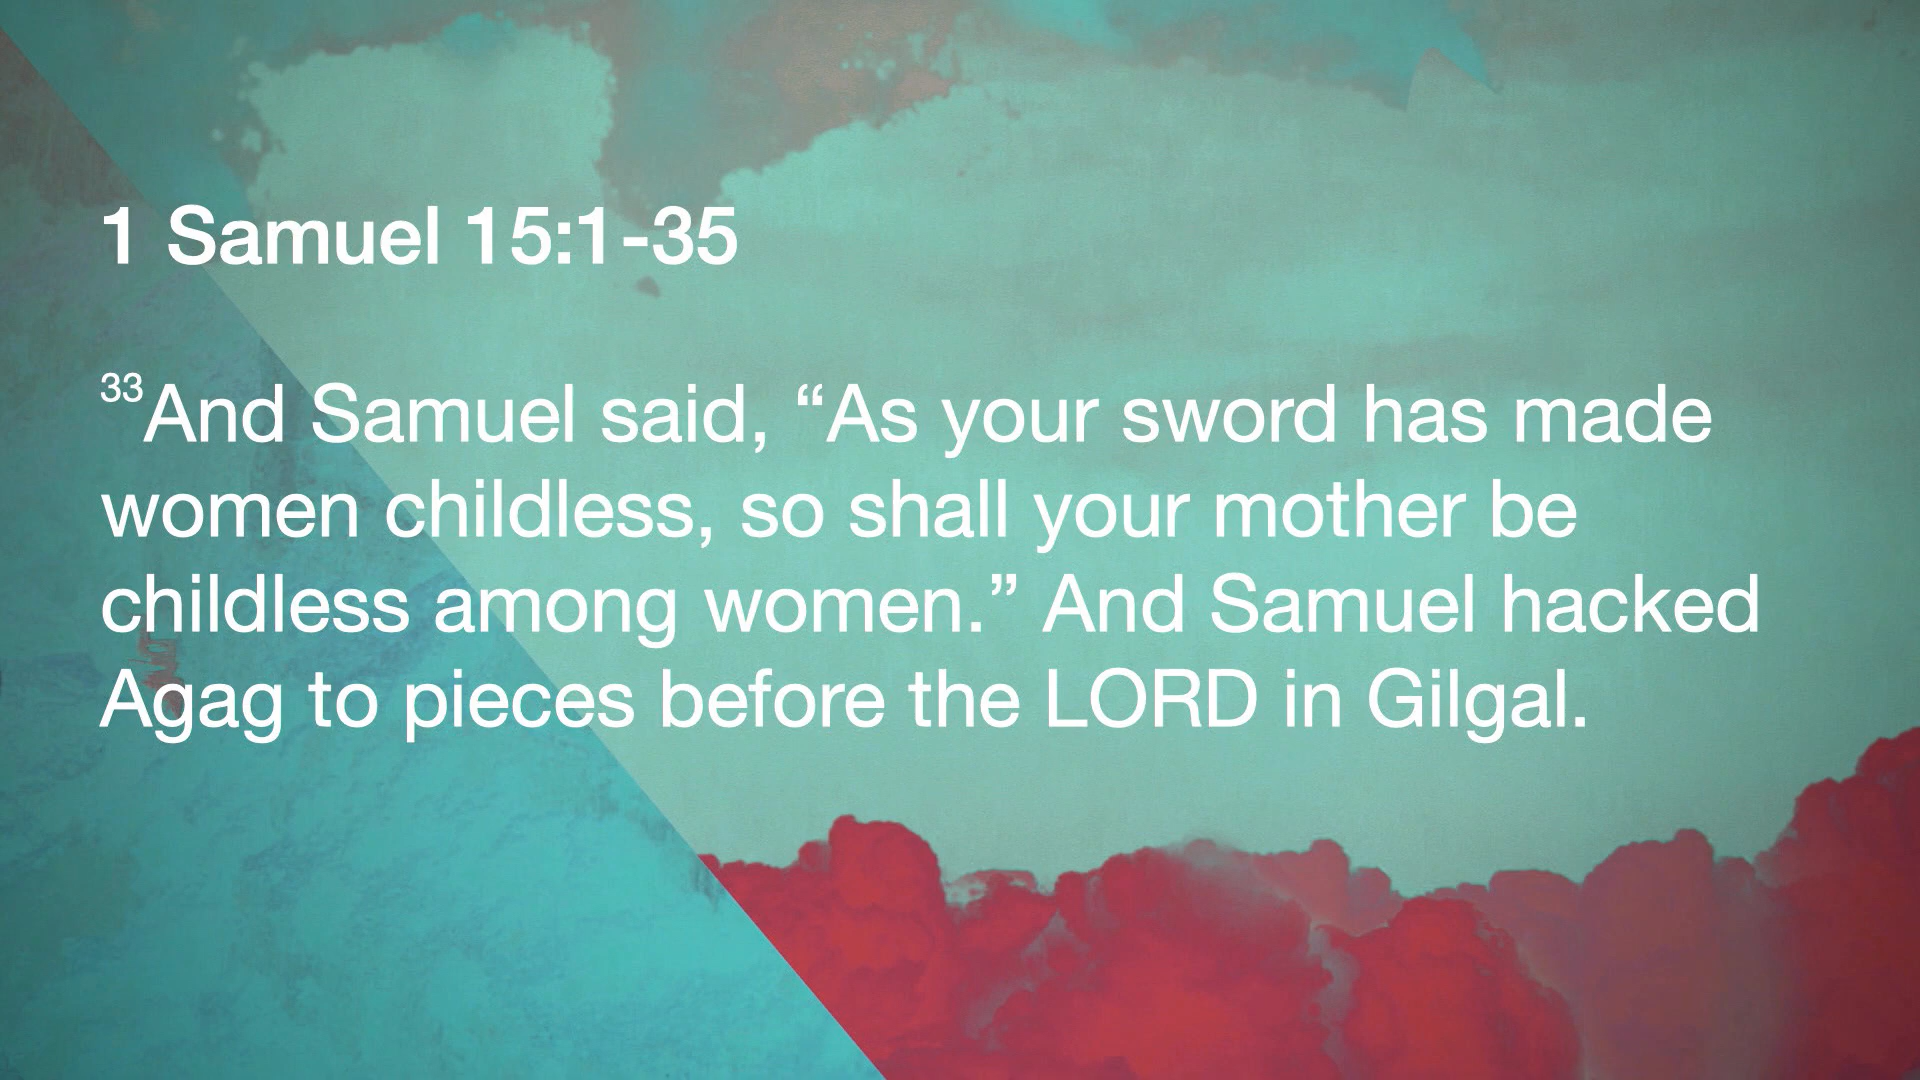 1 Samuel 15:1-35
33And Samuel said, “As your sword has made
women childless, so shall your mother be
childless among women.” And Samuel hacked
Agag to pieces before the LORD in Gilgal.